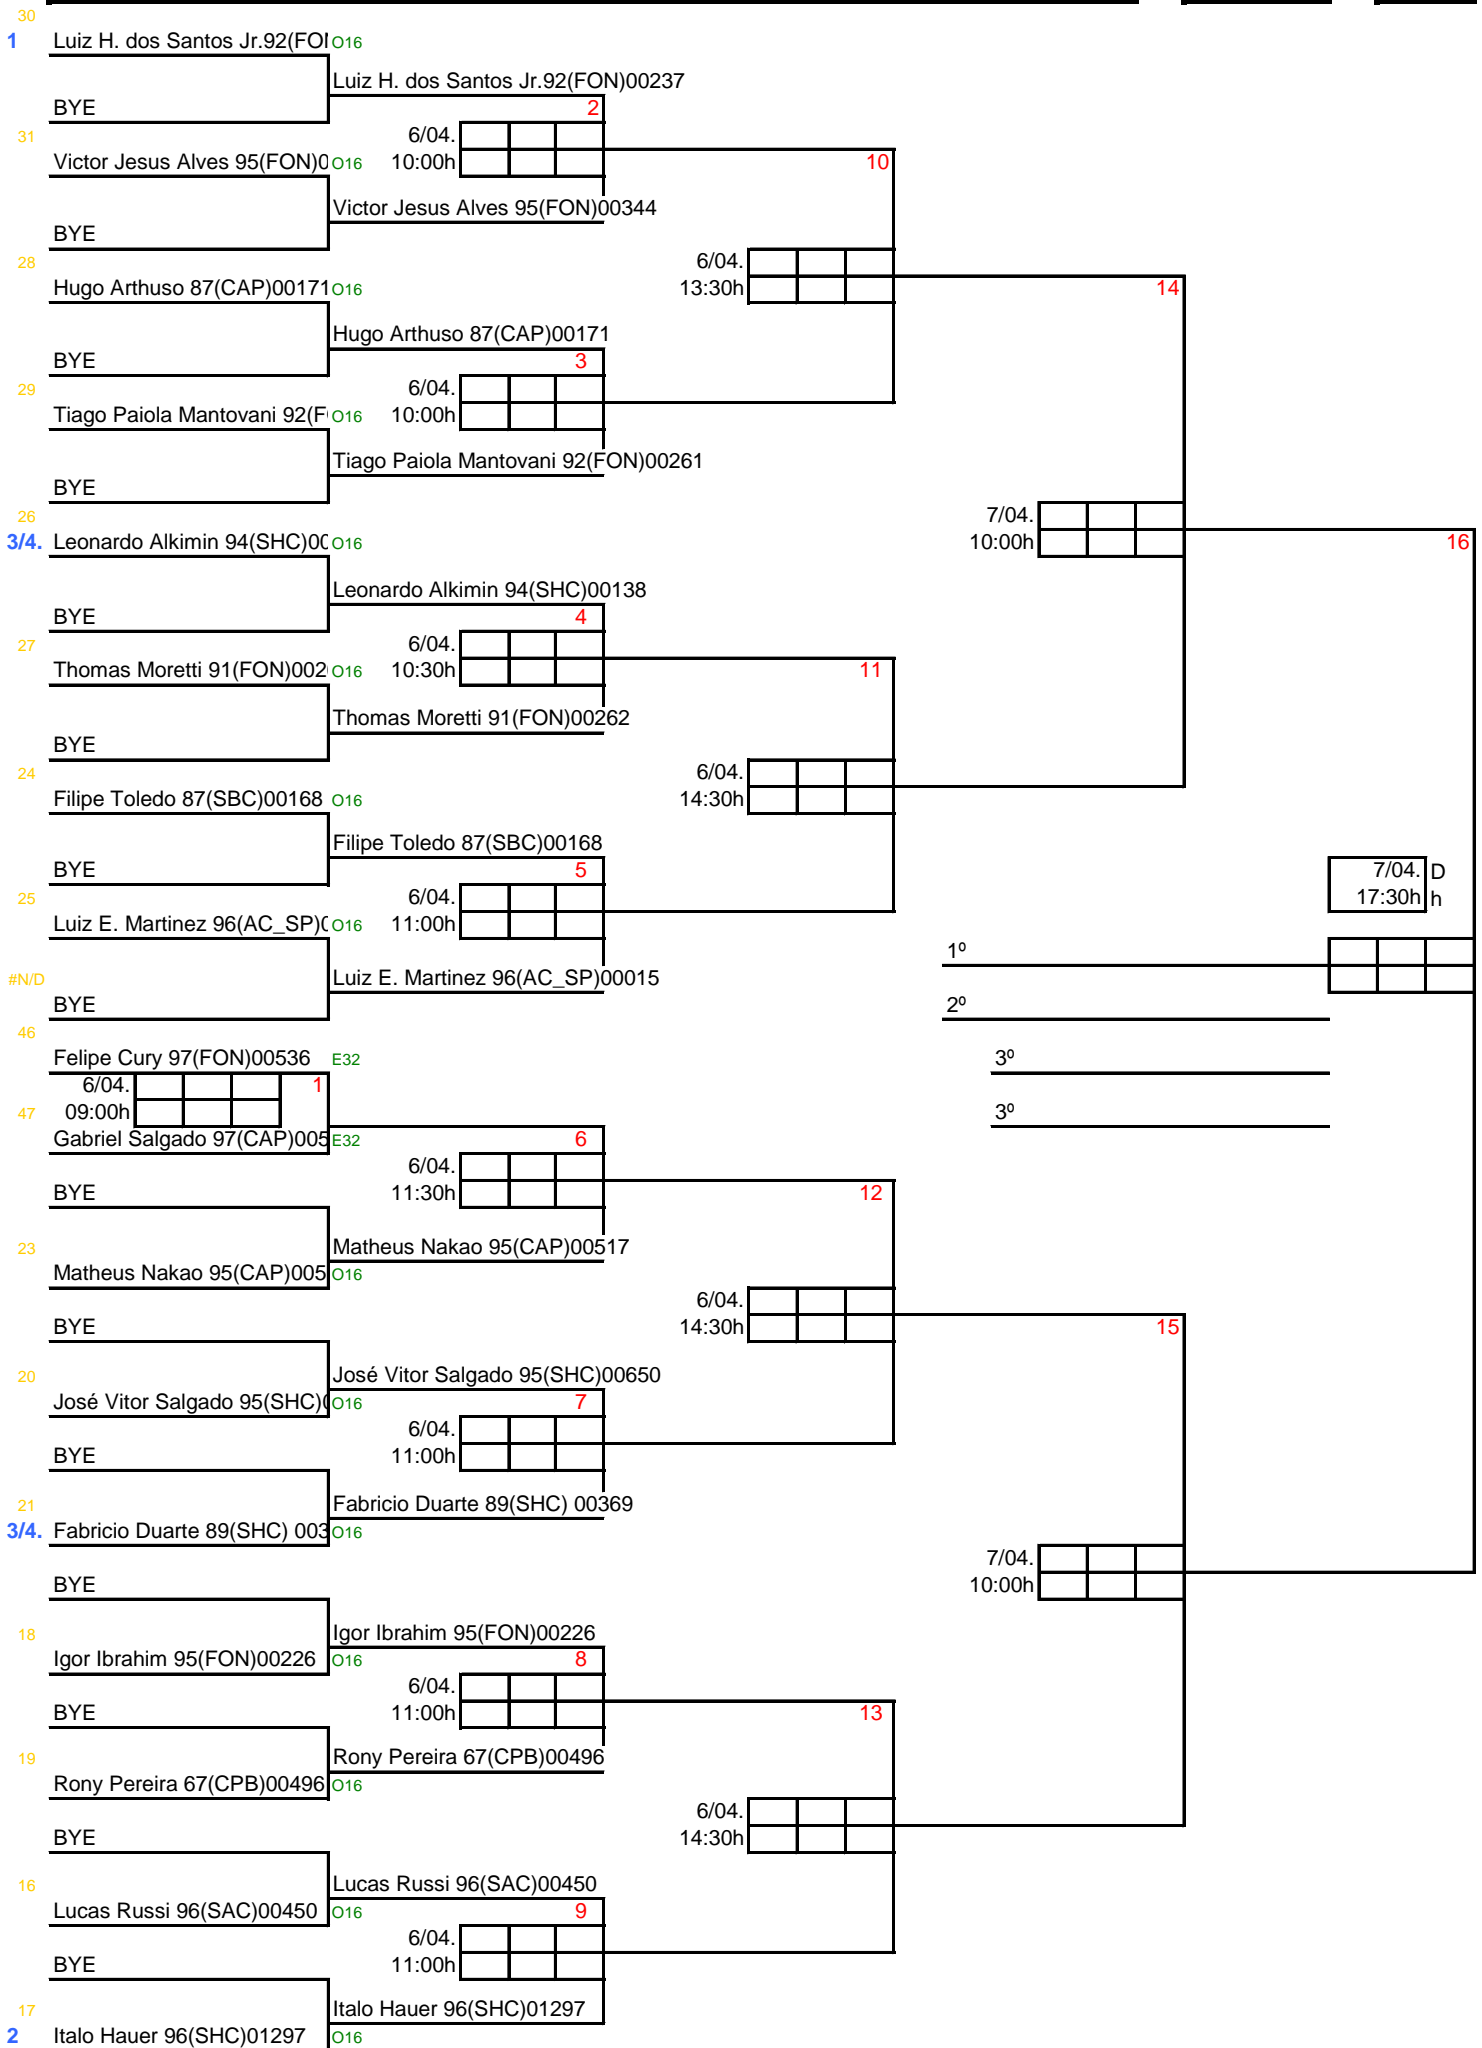 30
1 Luiz H. dos Santos Jr.92(FO O16
Luiz H. dos Santos Jr.92(FON)00237
BYE 2
31 6/04.
Victor Jesus Alves 95(FON)0 O16 10:00h 10
Victor Jesus Alves 95(FON)00344
BYE
28 6/04.
Hugo Arthuso 87(CAP)00171 O16 13:30h 14
Hugo Arthuso 87(CAP)00171
BYE 3
29 6/04.
Tiago Paiola Mantovani 92(F O16 10:00h
Tiago Paiola Mantovani 92(FON)00261
BYE
26 7/04.
3/4. Leonardo Alkimin 94(SHC)00 O16 10:00h 16
Leonardo Alkimin 94(SHC)00138
BYE 4
27 6/04.
Thomas Moretti 91(FON)002 O16 10:30h 11
Thomas Moretti 91(FON)00262
BYE
24 6/04.
Filipe Toledo 87(SBC)00168 O16 14:30h
Filipe Toledo 87(SBC)00168
BYE 5 7/04. D
25 6/04. 17:30h h
Luiz E. Martinez 96(AC_SP)0 O16 11:00h
1º
#N/D Luiz E. Martinez 96(AC_SP)00015
BYE 2º
46
Felipe Cury 97(FON)00536 E32 3º
6/04. 1
47 09:00h 3º
Gabriel Salgado 97(CAP)005 E32 6
6/04.
BYE 11:30h 12
23 Matheus Nakao 95(CAP)00517
Matheus Nakao 95(CAP)005 O16
6/04.
BYE 14:30h 15
20 José Vitor Salgado 95(SHC)00650
José Vitor Salgado 95(SHC)0 O16 7
6/04.
BYE 11:00h
21 Fabricio Duarte 89(SHC) 00369
3/4. Fabricio Duarte 89(SHC) 003 O16
7/04.
BYE 10:00h
18 Igor Ibrahim 95(FON)00226
Igor Ibrahim 95(FON)00226 O16 8
6/04.
BYE 11:00h 13
19 Rony Pereira 67(CPB)00496
Rony Pereira 67(CPB)00496 O16
6/04.
BYE 14:30h
16 Lucas Russi 96(SAC)00450
Lucas Russi 96(SAC)00450 O16 9
6/04.
BYE 11:00h
17 Italo Hauer 96(SHC)01297
2 Italo Hauer 96(SHC)01297 O16